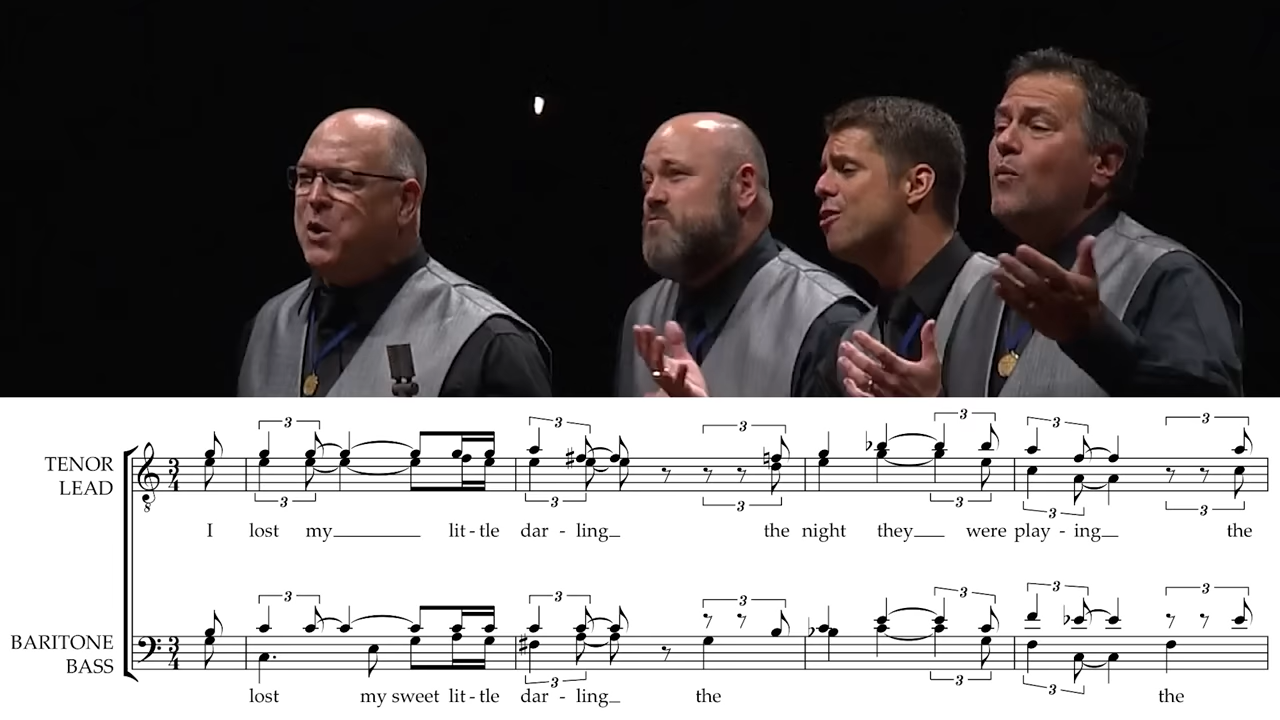 TENOR
LEAD
I lost my lit - tle dar - ling the night they were play - ing the
BARITONE
BASS
lost my sweet lit - tle dar - ling the the